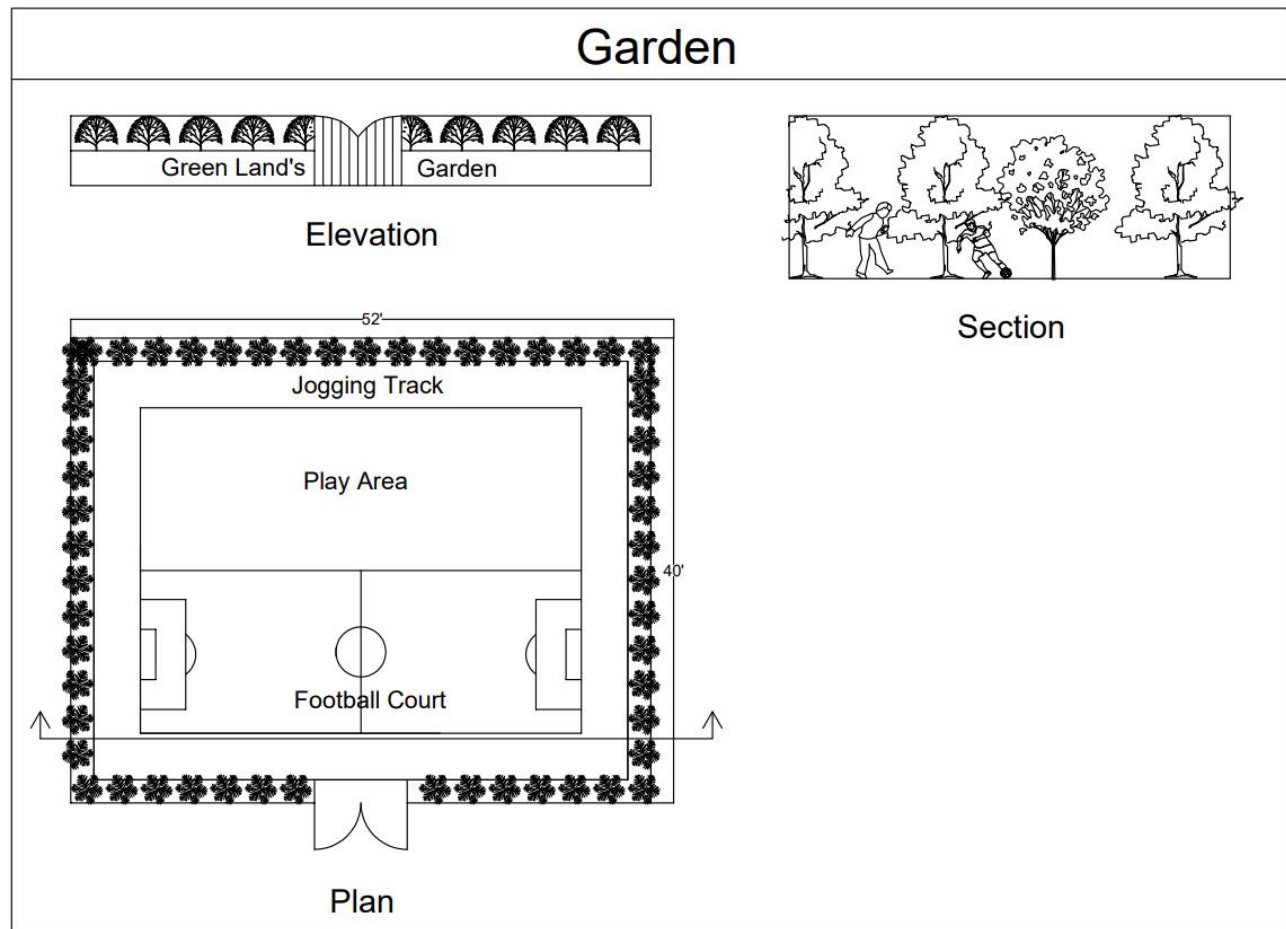 Garden
Green Land's Garden
Elevation
Section
52'
Jogging Track
Play Area
40'
Football Court
Plan